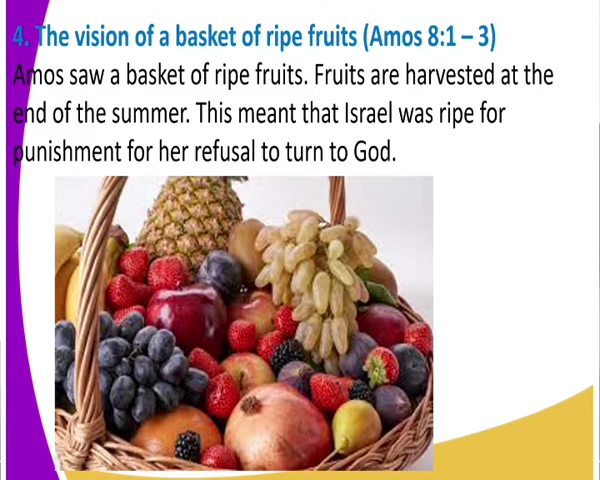 4. The vision of a basket of ripe fruits (Amos 8:1 – 3)
Amos saw a basket of ripe fruits. Fruits are harvested at the
end of the summer. This meant that Israel was ripe for
punishment for her refusal to turn to God.